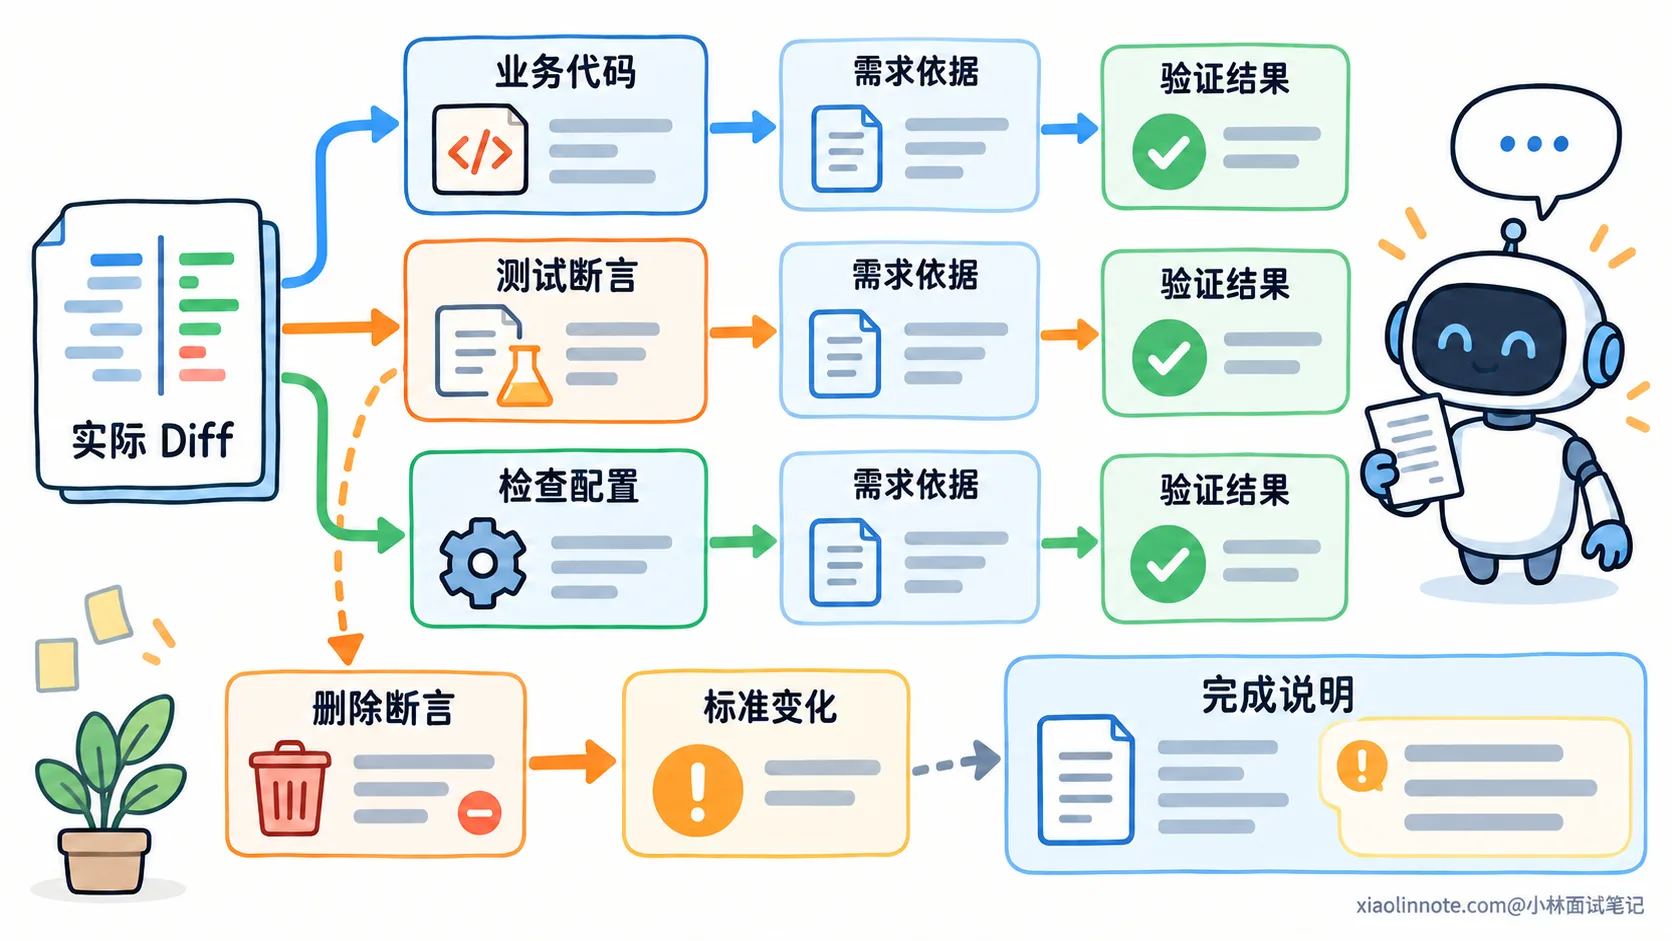 业务代码
需求依据
验证结果
测试断言
需求依据
验证结果
实际 Diff
检查配置
需求依据
验证结果
删除断言
标准变化
完成说明
xiaolinnote.com@小林面试笔记